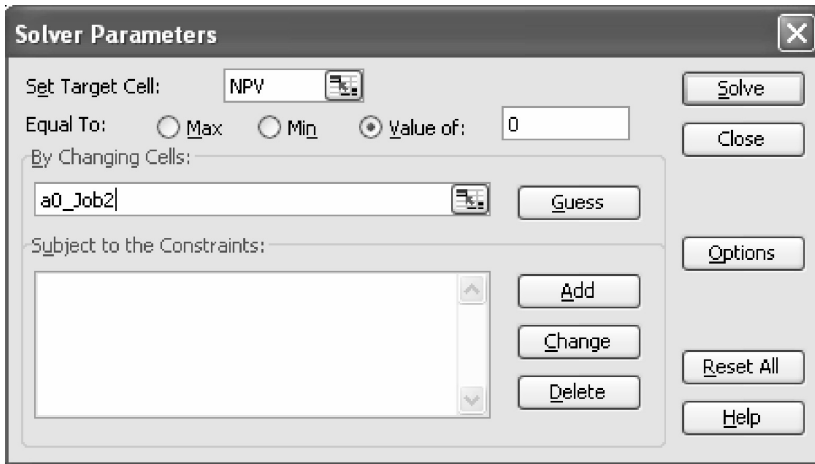 Solver Parameters
Set Target Cell: NPV Solve
Equal To: Max Min Value of: 0 Close
By Changing Cells:
a0_Job2 Guess
Subject to the Constraints: Options
Add
Change
Reset All
Delete
Help